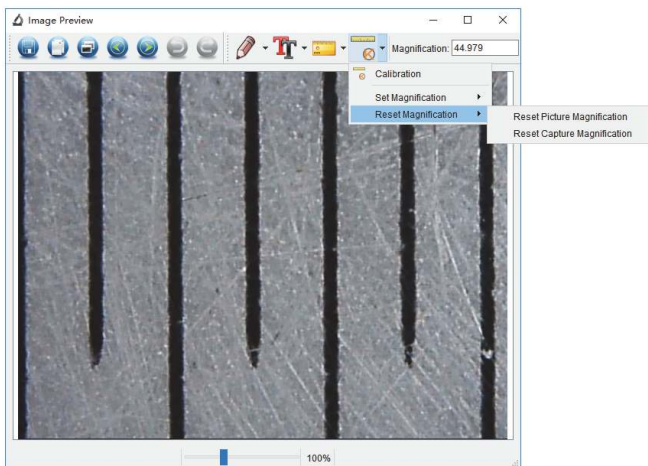 Image Preview
Magnification: 44.979
Calibration
Set Magnification
Reset Magnification
Reset Picture Magnification
Reset Capture Magnification
100%